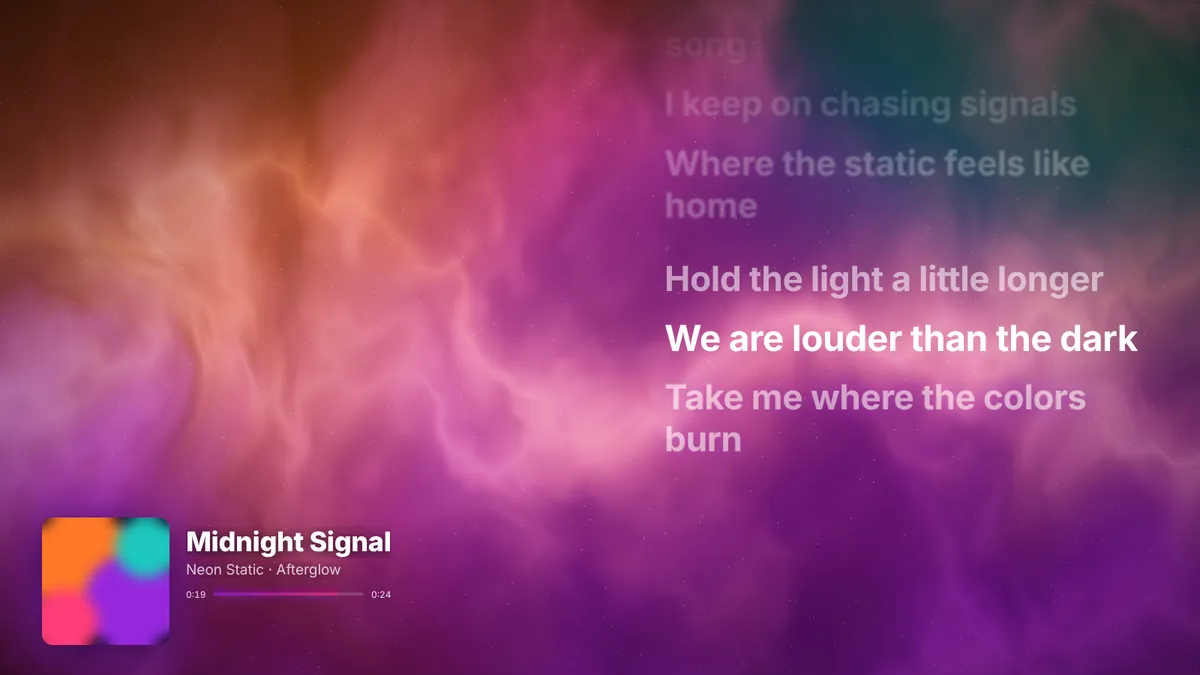 song
I keep on chasing signals
Where the static feels like
home
Hold the light a little longer
We are louder than the dark
Take me where the colors
burn
Midnight Signal
Neon Static · Afterglow
0:19
0:24